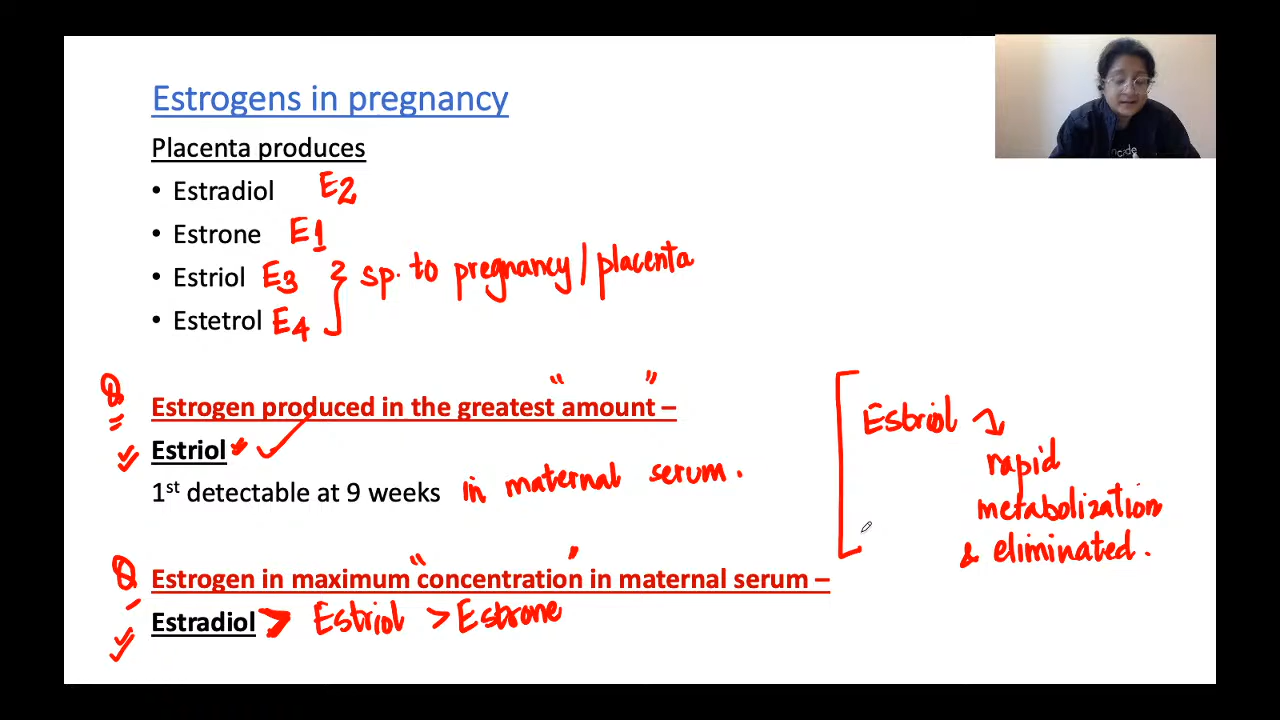 Estrogens in pregnancy
Placenta produces
• Estradiol E2
• Estrone E1
• Estriol E3 } sp. to pregnancy/placenta
• Estetrol E4
Q Estrogen produced in the greatest "amount" –
Estriol
1st detectable at 9 weeks in maternal serum.
Q Estrogen in maximum "concentration" in maternal serum –
Estradiol > Estriol > Estrone
Estriol →
rapid
metabolization
& eliminated.